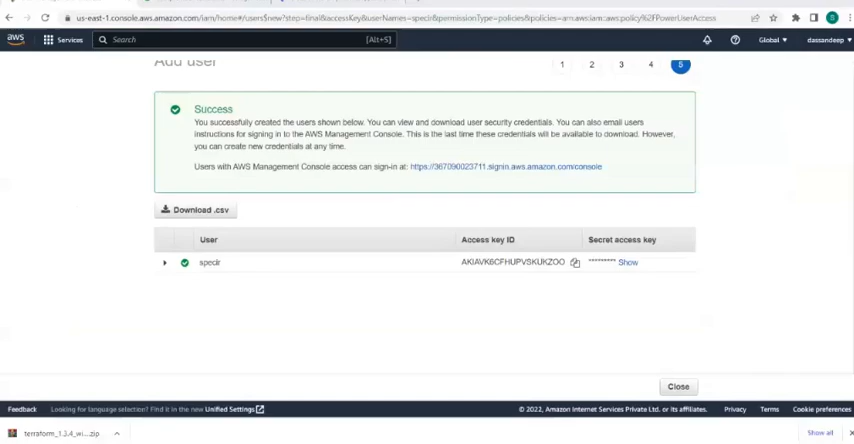 us-east-1.console.aws.amazon.com/iam/home#/users$new?step=final&accessKey&userNames=specir&permissionType=policies&policies=arn:aws:iam::aws:policy%2FPowerUserAccess
S
aws
Services
Search
[Alt+S]
Global
dassandeep
Add user
1 2 3 4 5
Success
You successfully created the users shown below. You can view and download user security credentials. You can also email users
instructions for signing in to the AWS Management Console. This is the last time these credentials will be available to download. However,
you can create new credentials at any time.
Users with AWS Management Console access can sign-in at: https://367090023711.signin.aws.amazon.com/console
Download .csv
User Access key ID Secret access key
specir AKIAVK6CFHUPVSKUKZOO ********* Show
Close
Feedback Looking for language selection? Find it in the new Unified Settings © 2022, Amazon Internet Services Private Ltd. or its affiliates. Privacy Terms Cookie preferences
terraform_1.3.4_wi....zip Show all